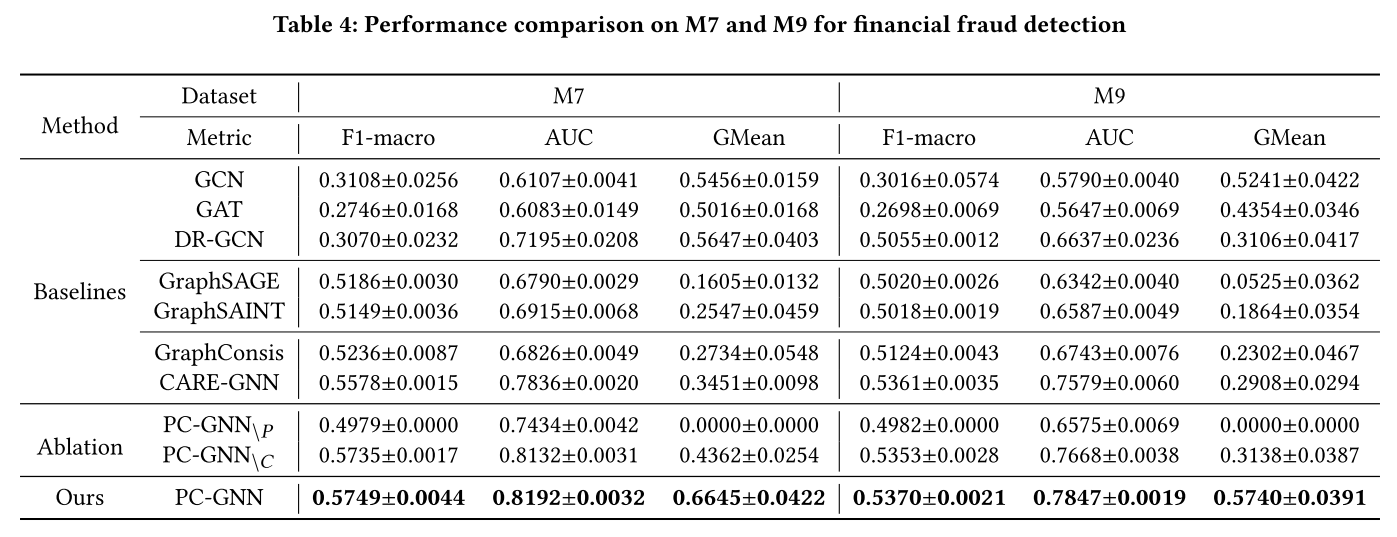 Table 4: Performance comparison on M7 and M9 for financial fraud detection
Method Dataset M7 M9
Metric F1-macro AUC GMean F1-macro AUC GMean
Baselines
GCN 0.3108±0.0256 0.6107±0.0041 0.5456±0.0159 0.3016±0.0574 0.5790±0.0040 0.5241±0.0422
GAT 0.2746±0.0168 0.6083±0.0149 0.5016±0.0168 0.2698±0.0069 0.5647±0.0069 0.4354±0.0346
DR-GCN 0.3070±0.0232 0.7195±0.0208 0.5647±0.0403 0.5055±0.0012 0.6637±0.0236 0.3106±0.0417
GraphSAGE 0.5186±0.0030 0.6790±0.0029 0.1605±0.0132 0.5020±0.0026 0.6342±0.0040 0.0525±0.0362
GraphSAINT 0.5149±0.0036 0.6915±0.0068 0.2547±0.0459 0.5018±0.0019 0.6587±0.0049 0.1864±0.0354
GraphConsis 0.5236±0.0087 0.6826±0.0049 0.2734±0.0548 0.5124±0.0043 0.6743±0.0076 0.2302±0.0467
CARE-GNN 0.5578±0.0015 0.7836±0.0020 0.3451±0.0098 0.5361±0.0035 0.7579±0.0060 0.2908±0.0294
Ablation
PC-GNN\P 0.4979±0.0000 0.7434±0.0042 0.0000±0.0000 0.4982±0.0000 0.6575±0.0069 0.0000±0.0000
PC-GNN\C 0.5735±0.0017 0.8132±0.0031 0.4362±0.0254 0.5353±0.0028 0.7668±0.0038 0.3138±0.0387
Ours PC-GNN 0.5749±0.0044 0.8192±0.0032 0.6645±0.0422 0.5370±0.0021 0.7847±0.0019 0.5740±0.0391